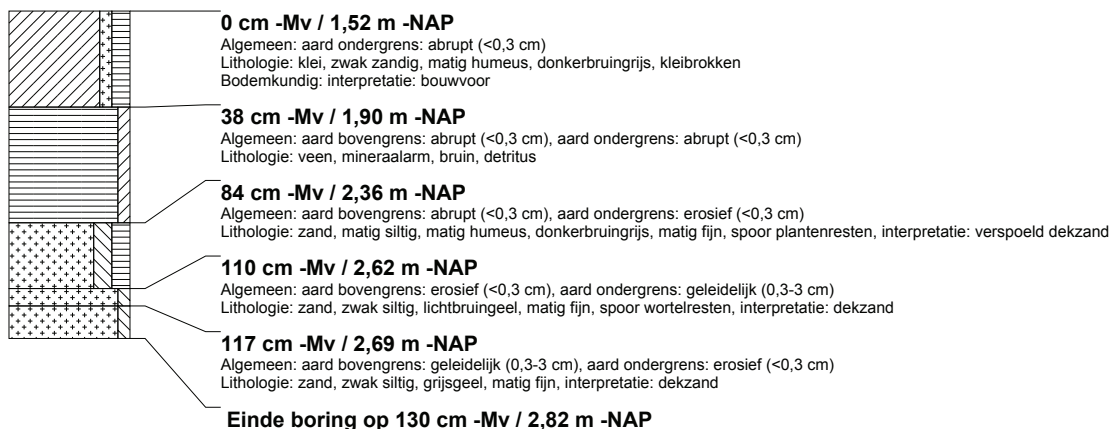 0 cm -Mv / 1,52 m -NAP
Algemeen: aard ondergrens: abrupt (<0,3 cm)
Lithologie: klei, zwak zandig, matig humeus, donkerbruingrijs, kleibrokken
Bodemkundig: interpretatie: bouwvoor
38 cm -Mv / 1,90 m -NAP
Algemeen: aard bovengrens: abrupt (<0,3 cm), aard ondergrens: abrupt (<0,3 cm)
Lithologie: veen, mineraalarm, bruin, detritus
84 cm -Mv / 2,36 m -NAP
Algemeen: aard bovengrens: abrupt (<0,3 cm), aard ondergrens: erosief (<0,3 cm)
Lithologie: zand, matig siltig, matig humeus, donkerbruingrijs, matig fijn, spoor plantenresten, interpretatie: verspoeld dekzand
110 cm -Mv / 2,62 m -NAP
Algemeen: aard bovengrens: erosief (<0,3 cm), aard ondergrens: geleidelijk (0,3-3 cm)
Lithologie: zand, zwak siltig, lichtbruingeel, matig fijn, spoor wortelresten, interpretatie: dekzand
117 cm -Mv / 2,69 m -NAP
Algemeen: aard bovengrens: geleidelijk (0,3-3 cm), aard ondergrens: erosief (<0,3 cm)
Lithologie: zand, zwak siltig, grijsgeel, matig fijn, interpretatie: dekzand
Einde boring op 130 cm -Mv / 2,82 m -NAP